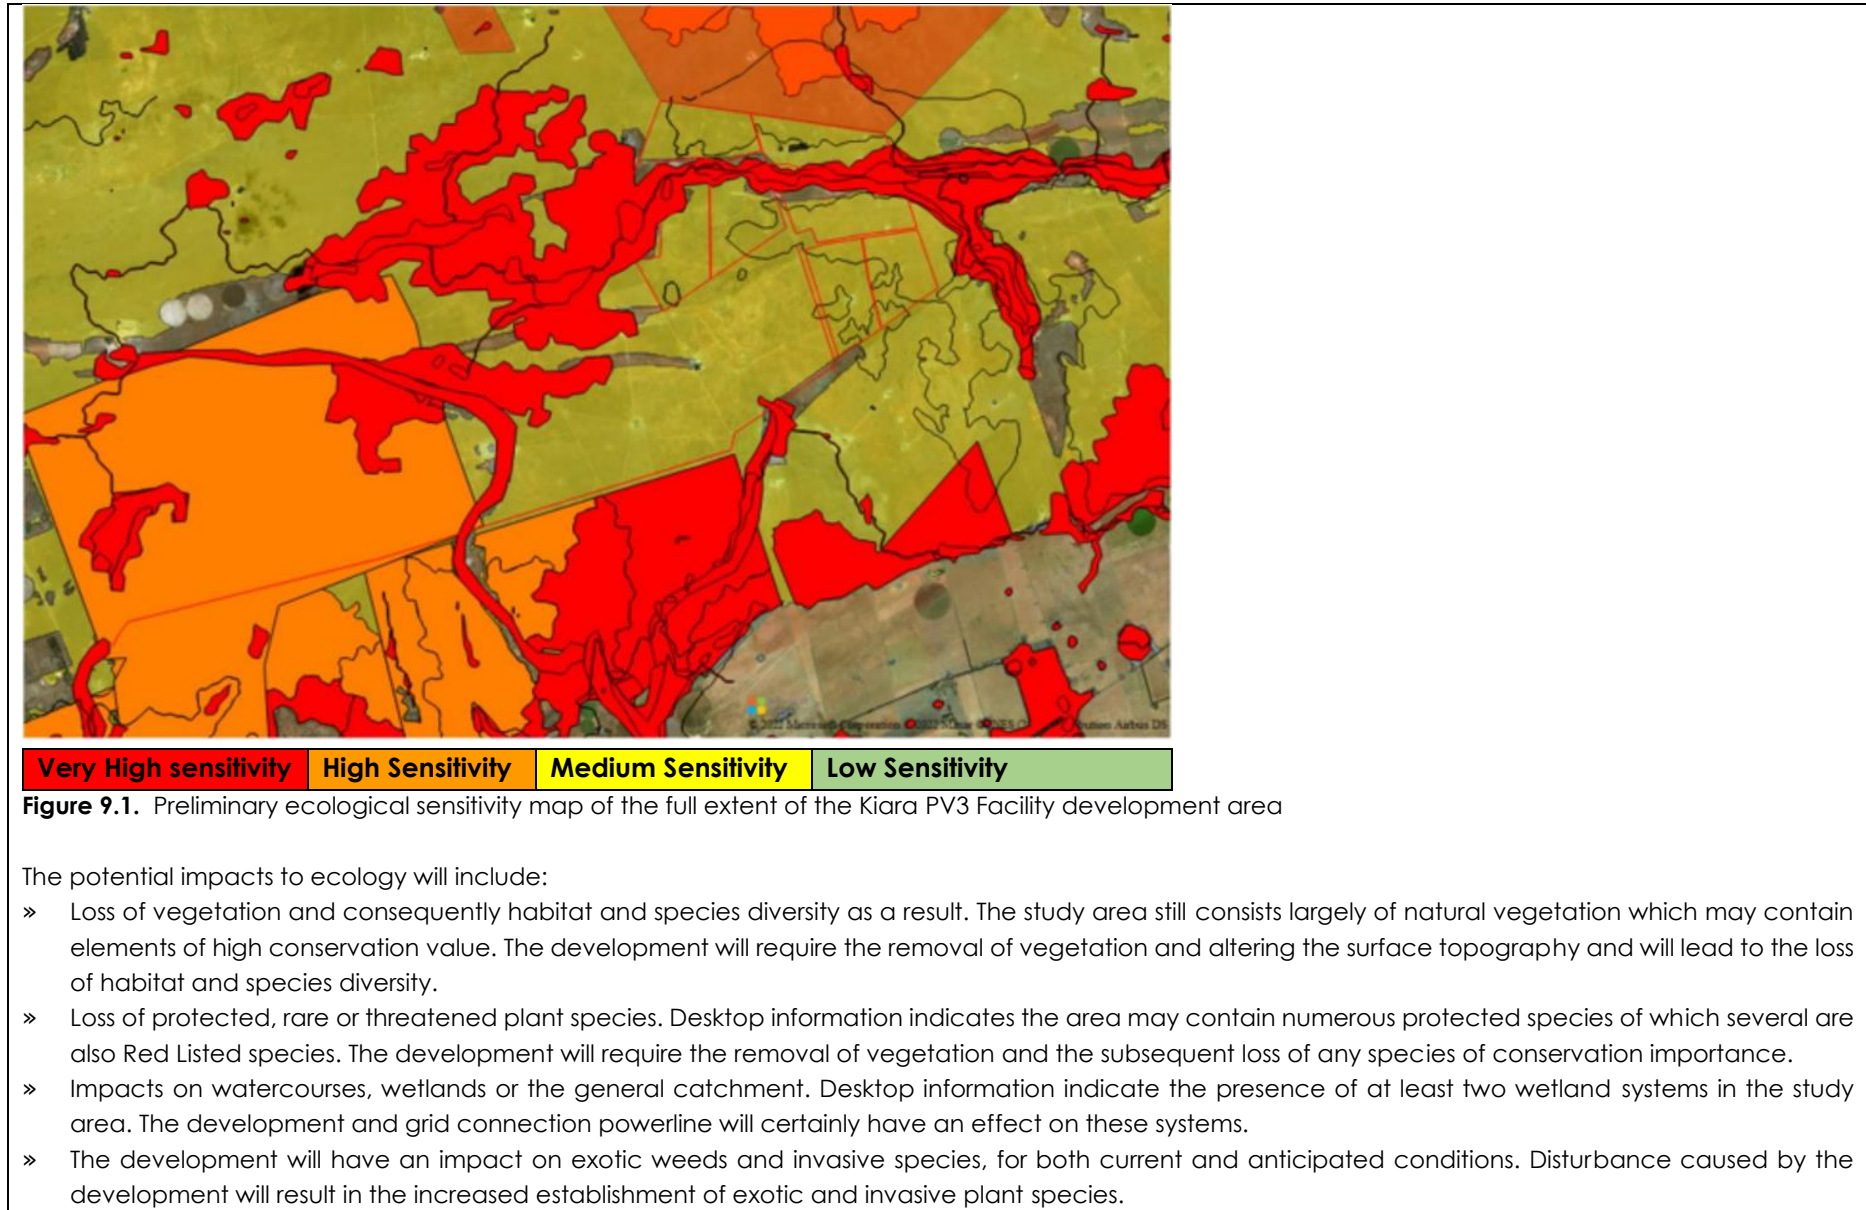 © 2022 Microsoft Corporation © 2022 Maxar © CNES Distribution Airbus DS
Very High sensitivity High Sensitivity Medium Sensitivity Low Sensitivity
Figure 9.1. Preliminary ecological sensitivity map of the full extent of the Kiara PV3 Facility development area
The potential impacts to ecology will include:
» Loss of vegetation and consequently habitat and species diversity as a result. The study area still consists largely of natural vegetation which may contain
elements of high conservation value. The development will require the removal of vegetation and altering the surface topography and will lead to the loss
of habitat and species diversity.
» Loss of protected, rare or threatened plant species. Desktop information indicates the area may contain numerous protected species of which several are
also Red Listed species. The development will require the removal of vegetation and the subsequent loss of any species of conservation importance.
» Impacts on watercourses, wetlands or the general catchment. Desktop information indicate the presence of at least two wetland systems in the study
area. The development and grid connection powerline will certainly have an effect on these systems.
» The development will have an impact on exotic weeds and invasive species, for both current and anticipated conditions. Disturbance caused by the
development will result in the increased establishment of exotic and invasive plant species.